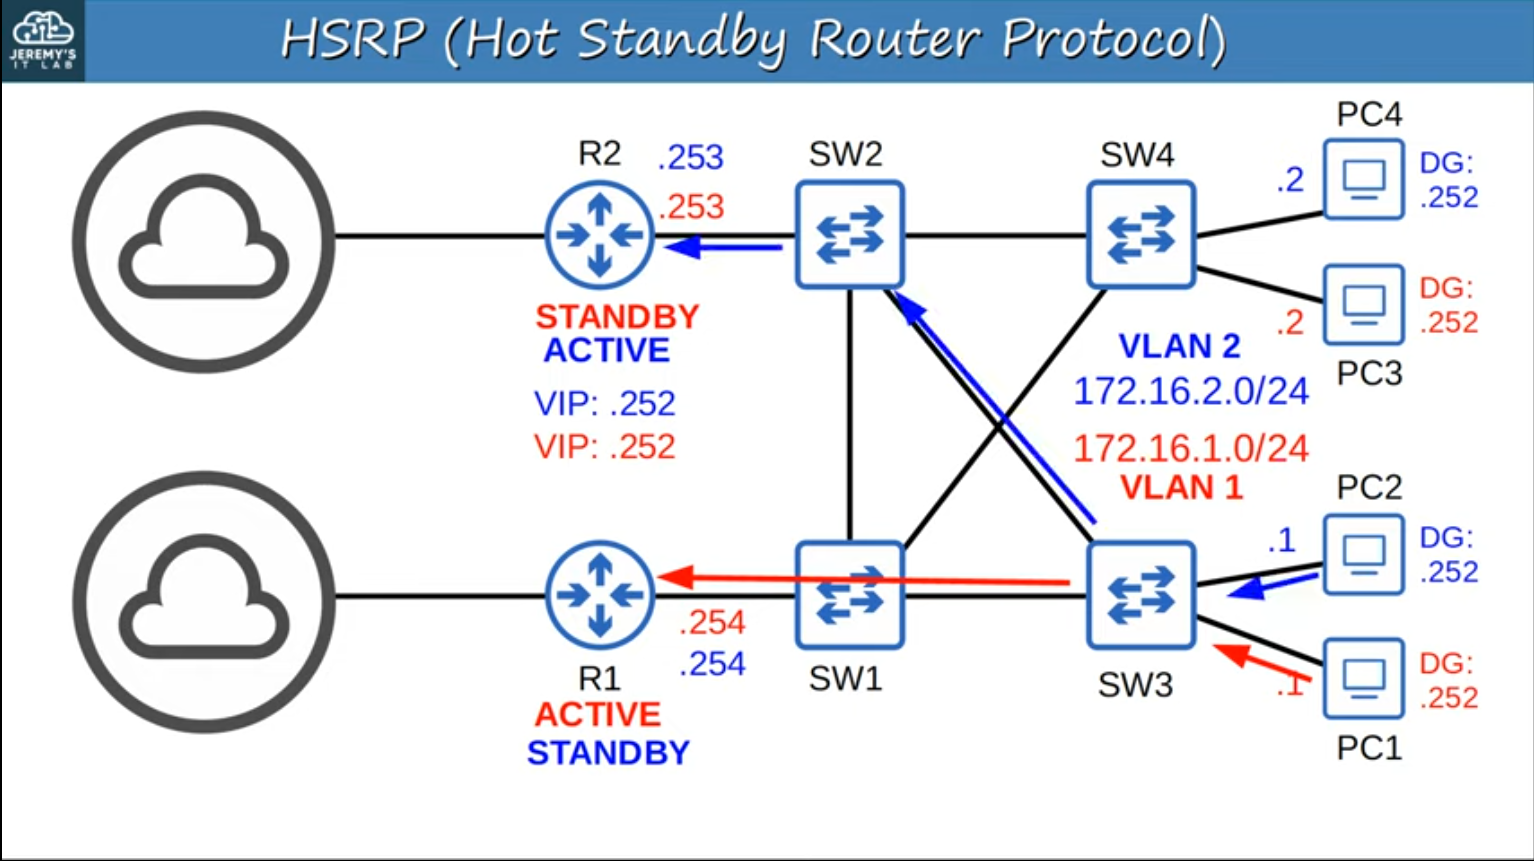 JEREMY'S
IT LAB
HSRP (Hot Standby Router Protocol)
R2
.253
.253
STANDBY
ACTIVE
VIP: .252
VIP: .252
SW2
SW4
PC4
.2
DG:
.252
.2
DG:
.252
PC3
VLAN 2
172.16.2.0/24
172.16.1.0/24
VLAN 1
R1
.254
.254
ACTIVE
STANDBY
SW1
SW3
PC2
.1
DG:
.252
.1
DG:
.252
PC1